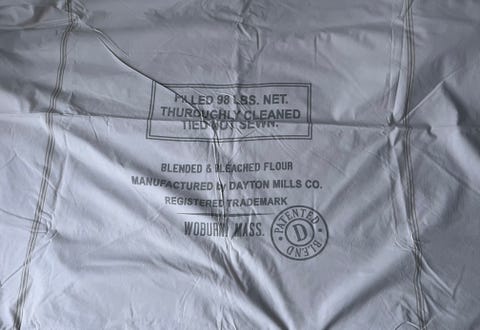 FILLED 98 LBS. NET.
THUROUGHLY CLEANED
TIED NOT SEWN.
BLENDED & BLEACHED FLOUR
MANUFACTURED by DAYTON MILLS CO.
REGISTERED TRADEMARK
WOBURN MASS.
PATENTED
D
BLEND